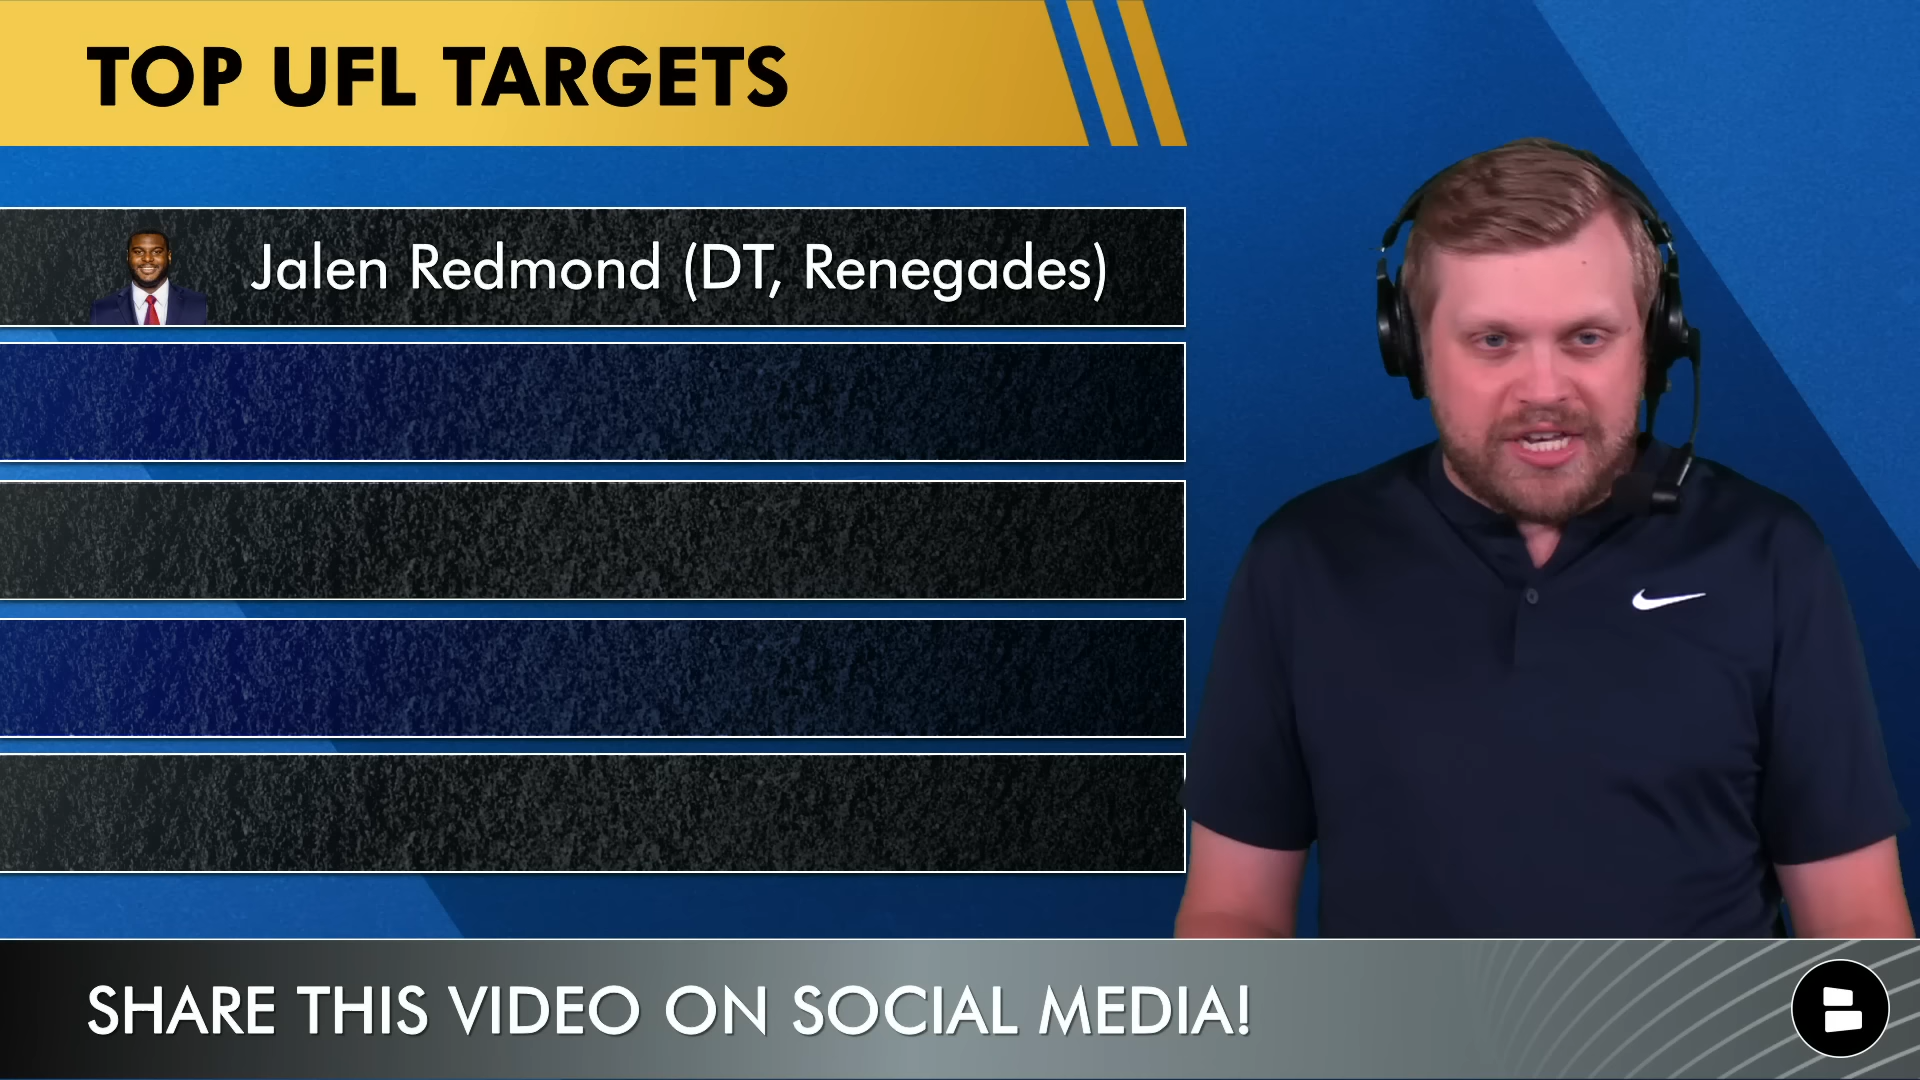 TOP UFL TARGETS
Jalen Redmond (DT, Renegades)
SHARE THIS VIDEO ON SOCIAL MEDIA!